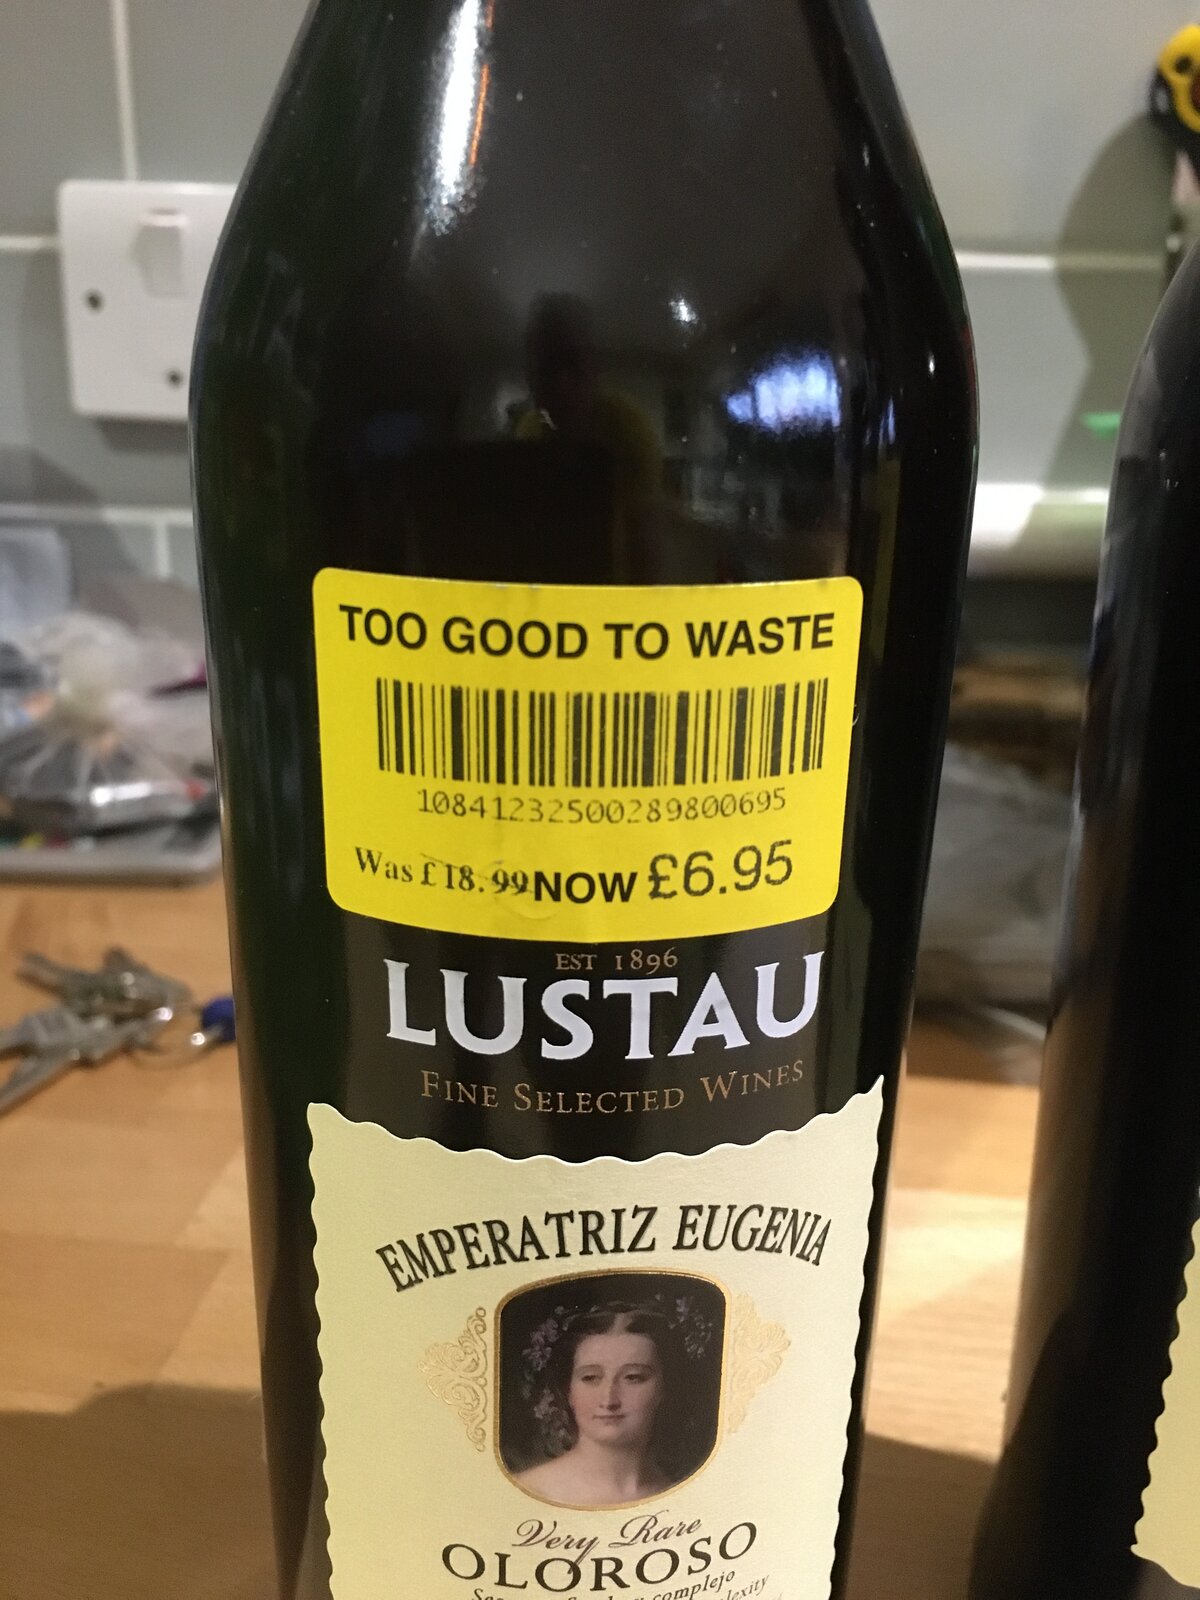 TOO GOOD TO WASTE
10841232500289800695
Was £18.99 NOW £6.95
EST 1896
LUSTAU
FINE SELECTED WINES
EMPERATRIZ EUGENIA
Very Rare
OLOROSO
complejo